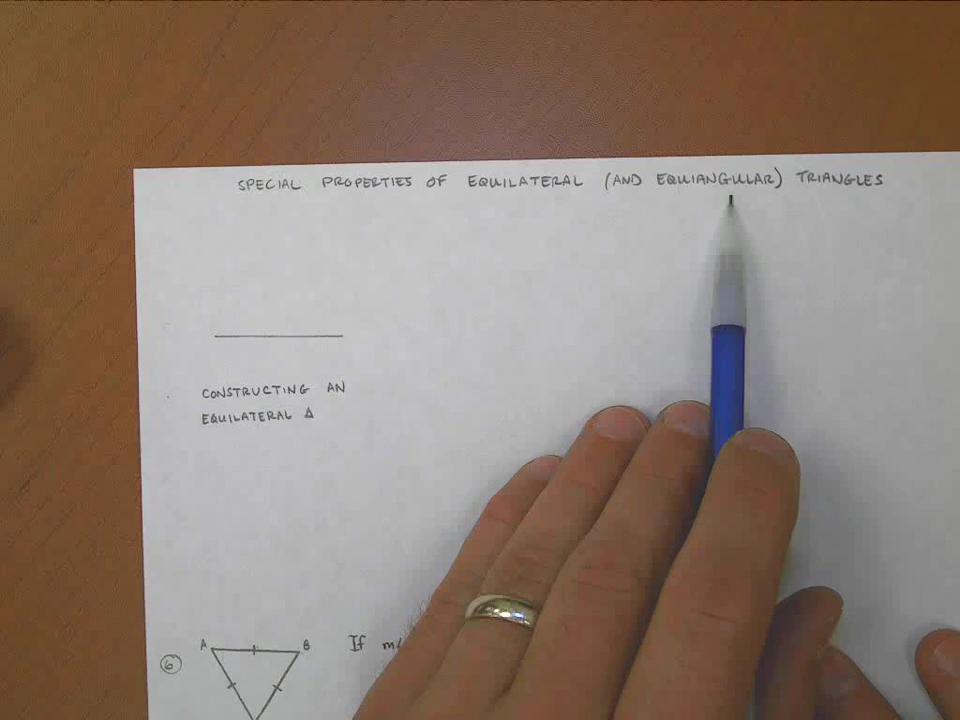 SPECIAL PROPERTIES OF EQUILATERAL (AND EQUIANGULAR) TRIANGLES
CONSTRUCTING AN
EQUILATERAL Δ
A B If m∠
6